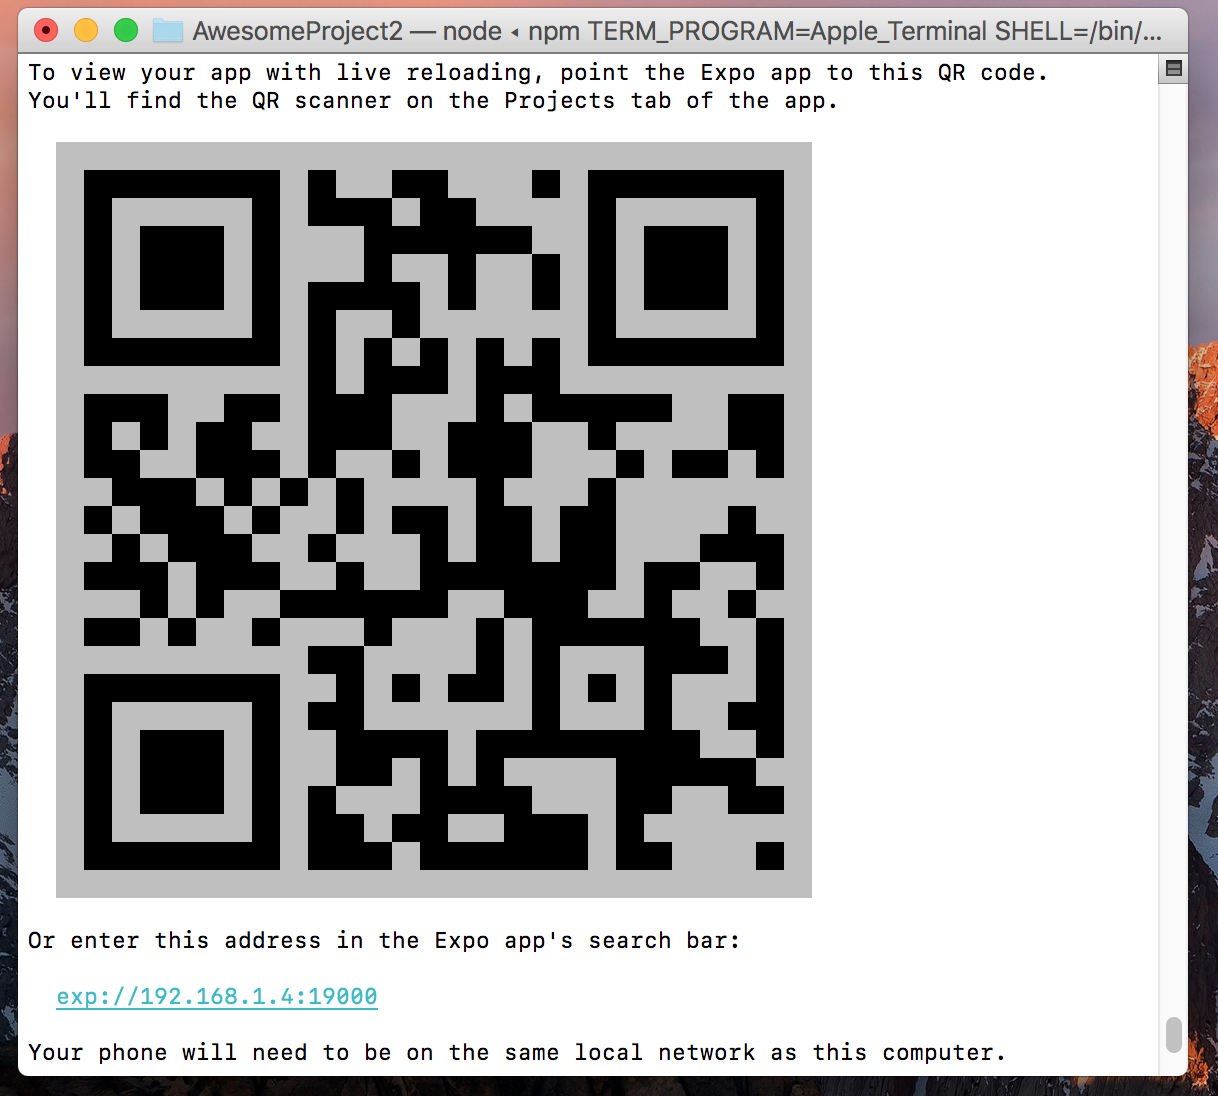 AwesomeProject2 — node ◂ npm TERM_PROGRAM=Apple_Terminal SHELL=/bin/...
To view your app with live reloading, point the Expo app to this QR code.
You'll find the QR scanner on the Projects tab of the app.
Or enter this address in the Expo app's search bar:
exp://192.168.1.4:19000
Your phone will need to be on the same local network as this computer.